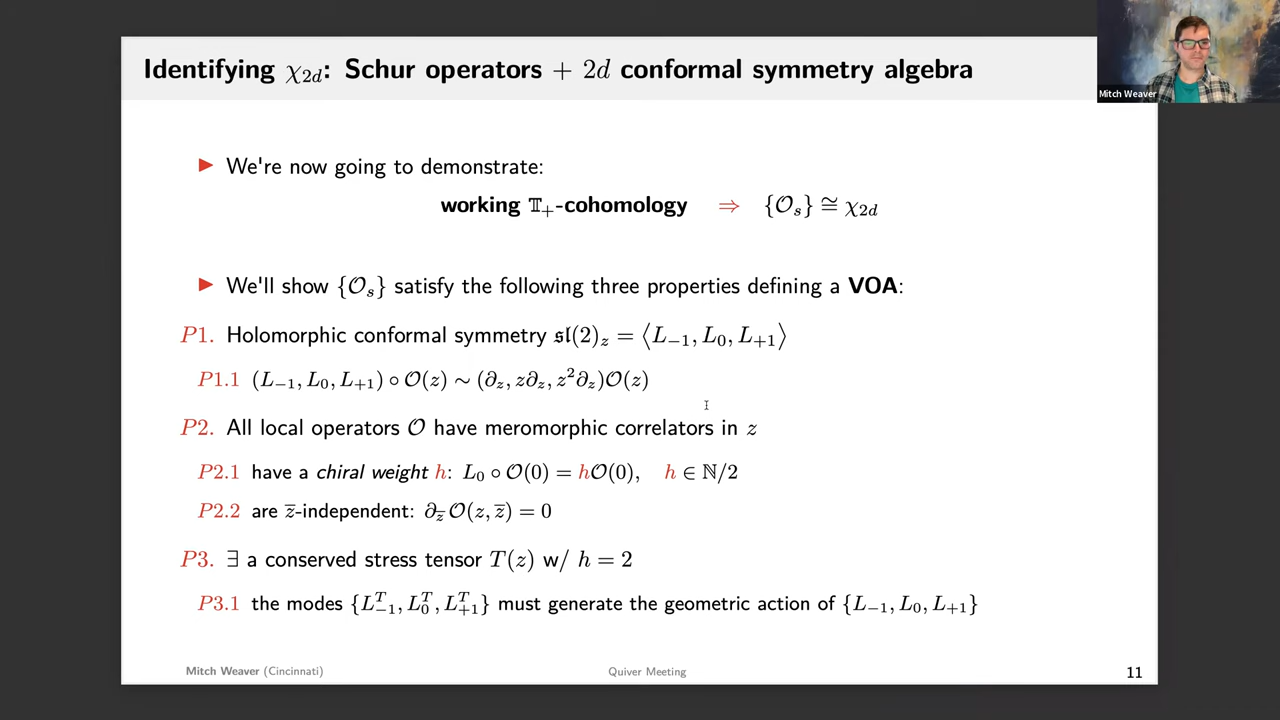 Identifying χ2d: Schur operators + 2d conformal symmetry algebra
Mitch Weaver
▶ We're now going to demonstrate:
working 𝕋₊-cohomology ⇒ {𝒪ₛ} ≅ χ2d
▶ We'll show {𝒪ₛ} satisfy the following three properties defining a VOA:
P1. Holomorphic conformal symmetry 𝔰𝔩(2)_z = ⟨L₋₁, L₀, L₊₁⟩
P1.1 (L₋₁, L₀, L₊₁) ∘ 𝒪(z) ∼ (∂_z, z∂_z, z²∂_z)𝒪(z)
P2. All local operators 𝒪 have meromorphic correlators in z
P2.1 have a chiral weight h: L₀ ∘ 𝒪(0) = h𝒪(0), h ∈ ℕ/2
P2.2 are z̄-independent: ∂_z̄ 𝒪(z, z̄) = 0
P3. ∃ a conserved stress tensor T(z) w/ h = 2
P3.1 the modes {L^T₋₁, L^T₀, L^T₊₁} must generate the geometric action of {L₋₁, L₀, L₊₁}
Mitch Weaver (Cincinnati) Quiver Meeting 11